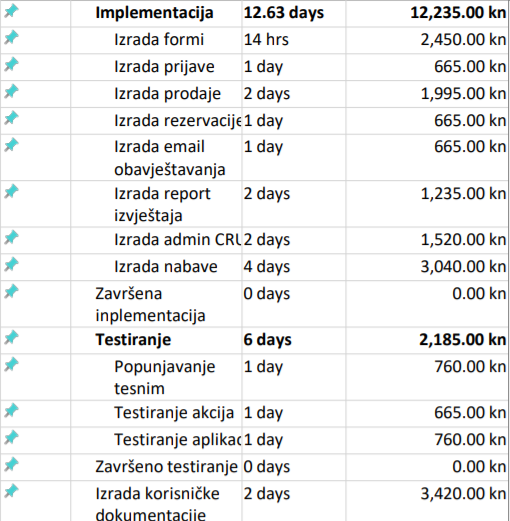 Implementacija 12.63 days 12,235.00 kn
Izrada formi 14 hrs 2,450.00 kn
Izrada prijave 1 day 665.00 kn
Izrada prodaje 2 days 1,995.00 kn
Izrada rezervacije 1 day 665.00 kn
Izrada email 1 day 665.00 kn
obavještavanja
Izrada report 2 days 1,235.00 kn
izvještaja
Izrada admin CRU 2 days 1,520.00 kn
Izrada nabave 4 days 3,040.00 kn
Završena 0 days 0.00 kn
inplementacija
Testiranje 6 days 2,185.00 kn
Popunjavanje 1 day 760.00 kn
tesnim
Testiranje akcija 1 day 665.00 kn
Testiranje aplikac 1 day 760.00 kn
Završeno testiranje 0 days 0.00 kn
Izrada korisničke 2 days 3,420.00 kn
dokumentacije